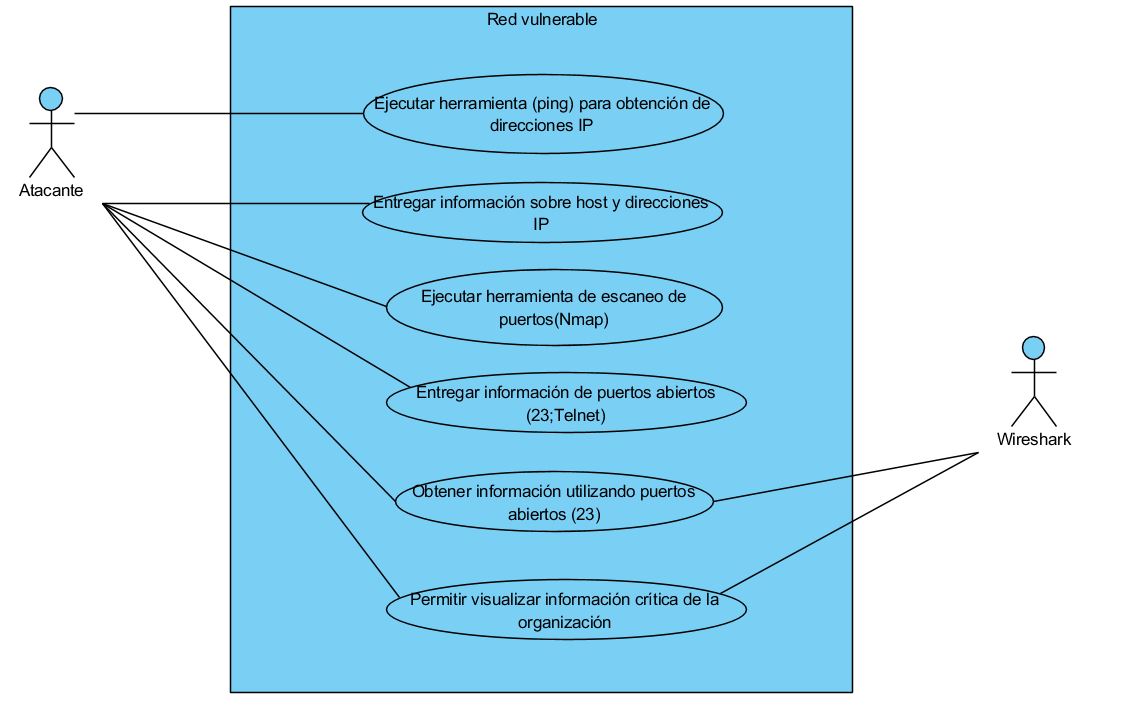 Red vulnerable
Ejecutar herramienta (ping) para obtención de
direcciones IP
Atacante
Entregar información sobre host y direcciones
IP
Ejecutar herramienta de escaneo de
puertos(Nmap)
Entregar información de puertos abiertos
(23;Telnet)
Wireshark
Obtener información utilizando puertos
abiertos (23)
Permitir visualizar información crítica de la
organización